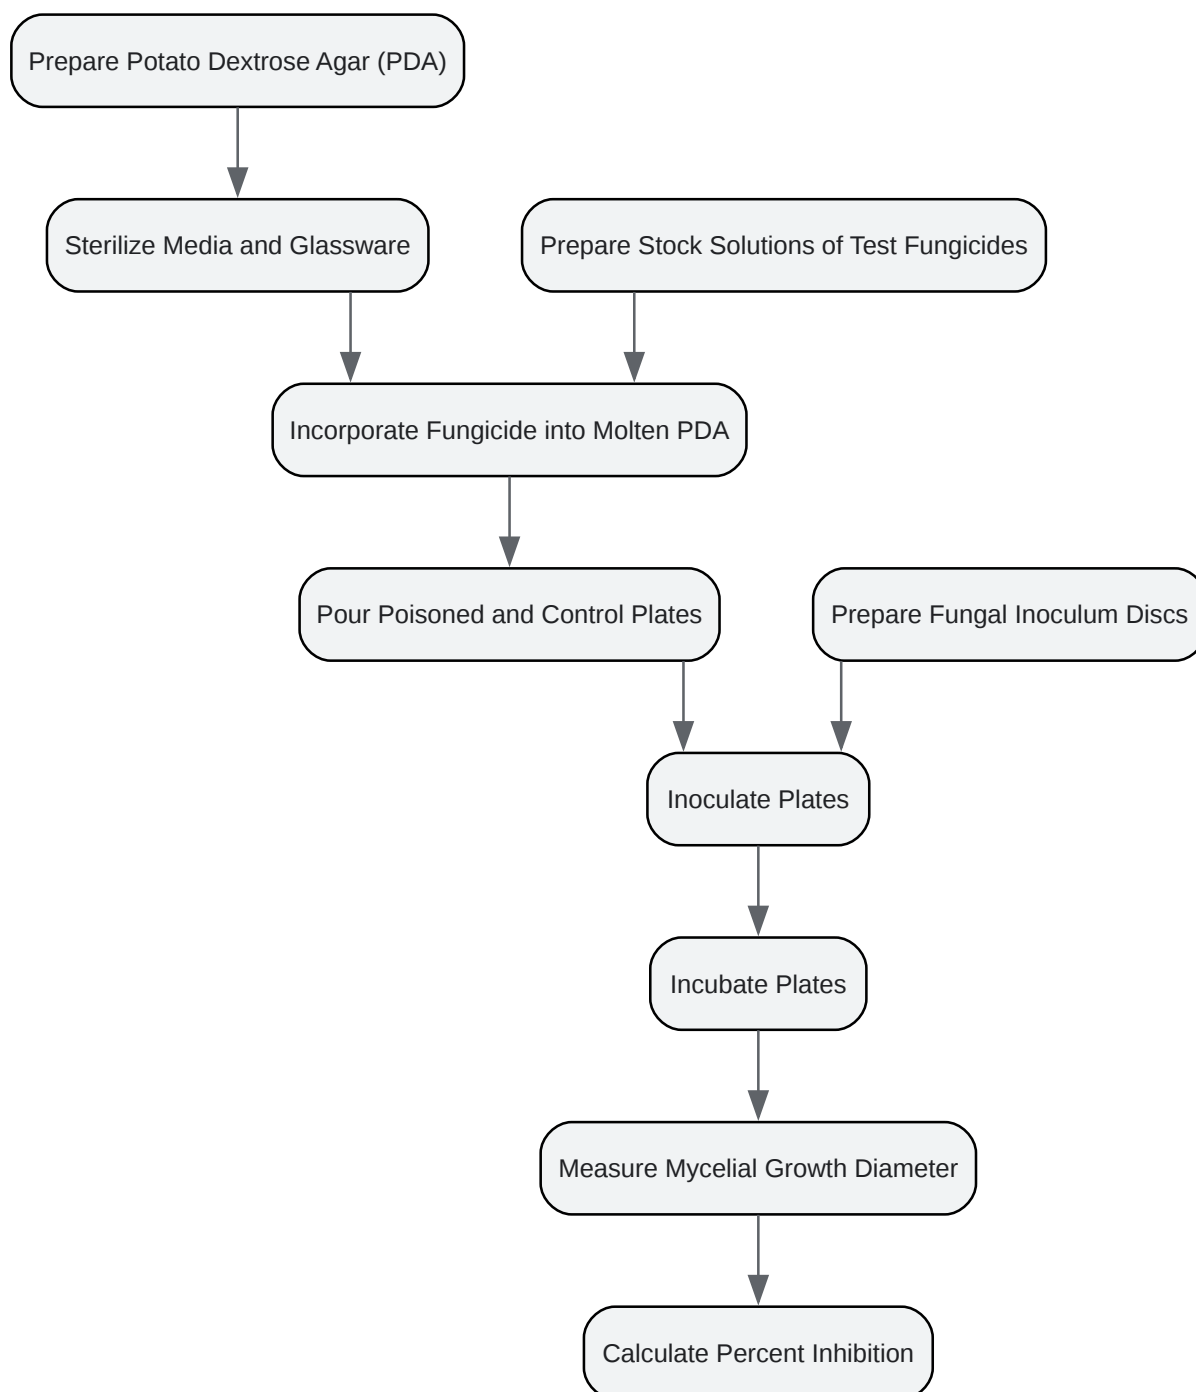 Prepare Potato Dextrose Agar (PDA)
Sterilize Media and Glassware
Prepare Stock Solutions of Test Fungicides
Incorporate Fungicide into Molten PDA
Pour Poisoned and Control Plates
Prepare Fungal Inoculum Discs
Inoculate Plates
Incubate Plates
Measure Mycelial Growth Diameter
Calculate Percent Inhibition